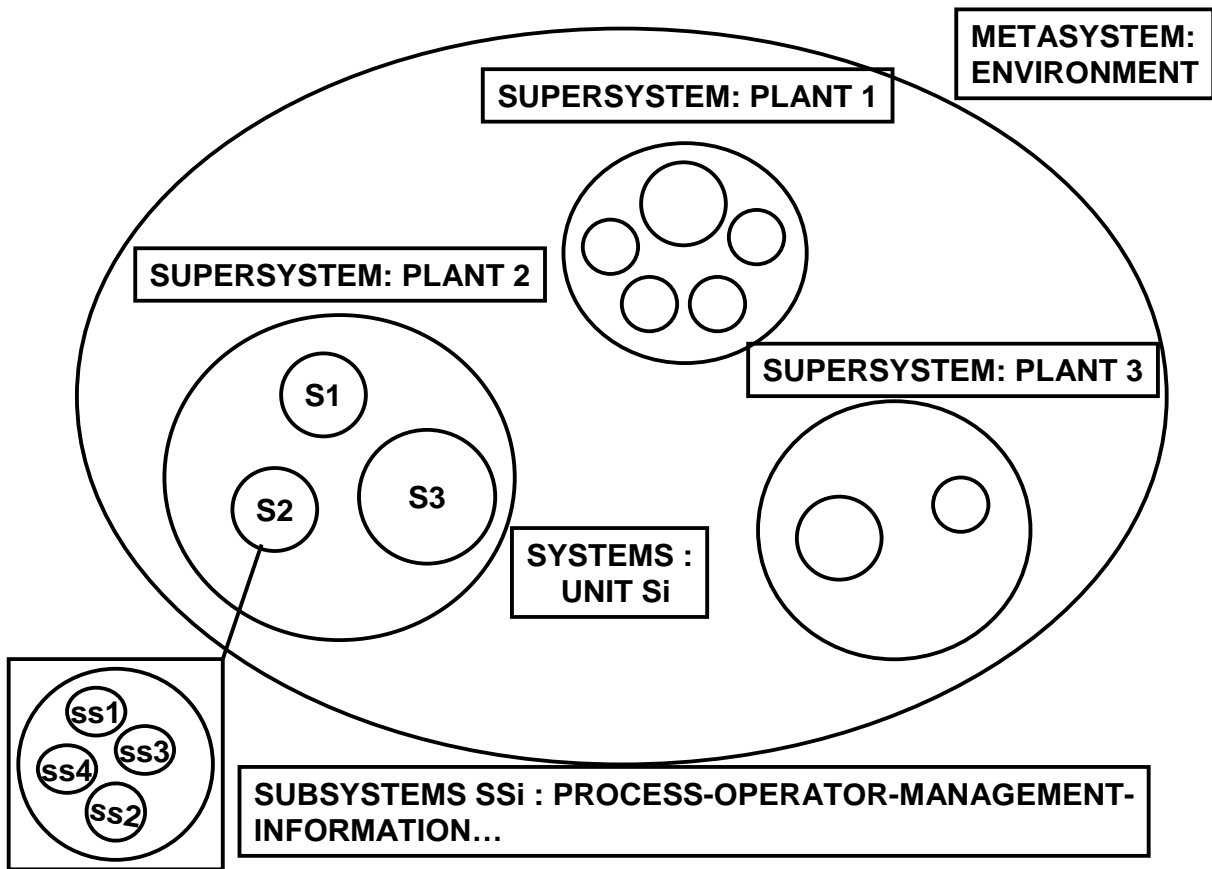 METASYSTEM:
ENVIRONMENT
SUPERSYSTEM: PLANT 1
SUPERSYSTEM: PLANT 2
SUPERSYSTEM: PLANT 3
S1
S2
S3
SYSTEMS :
UNIT Si
ss1
ss3
ss4
ss2
SUBSYSTEMS SSi : PROCESS-OPERATOR-MANAGEMENT-
INFORMATION…